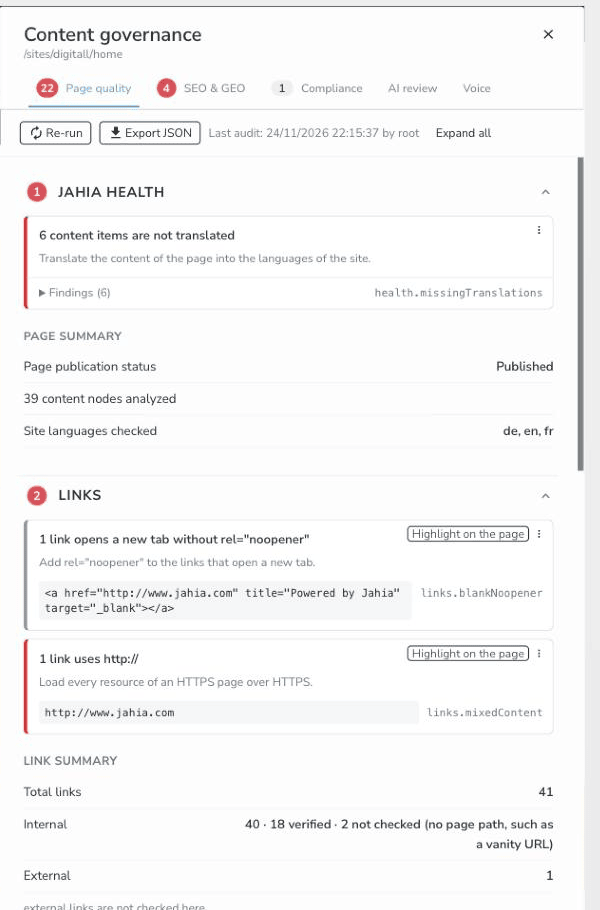 Content governance
/sites/digitall/home
22 Page quality 4 SEO & GEO 1 Compliance AI review Voice
Re-run Export JSON Last audit: 24/11/2026 22:15:37 by root Expand all
1 JAHIA HEALTH
6 content items are not translated
Translate the content of the page into the languages of the site.
Findings (6) health.missingTranslations
PAGE SUMMARY
Page publication status Published
39 content nodes analyzed
Site languages checked de, en, fr
2 LINKS
1 link opens a new tab without rel="noopener" Highlight on the page
Add rel="noopener" to the links that open a new tab.
<a href="http://www.jahia.com" title="Powered by Jahia" links.blankNoopener
target="_blank"></a>
1 link uses http:// Highlight on the page
Load every resource of an HTTPS page over HTTPS.
http://www.jahia.com links.mixedContent
LINK SUMMARY
Total links 41
Internal 40 · 18 verified · 2 not checked (no page path, such as
a vanity URL)
External 1
external links are not checked here